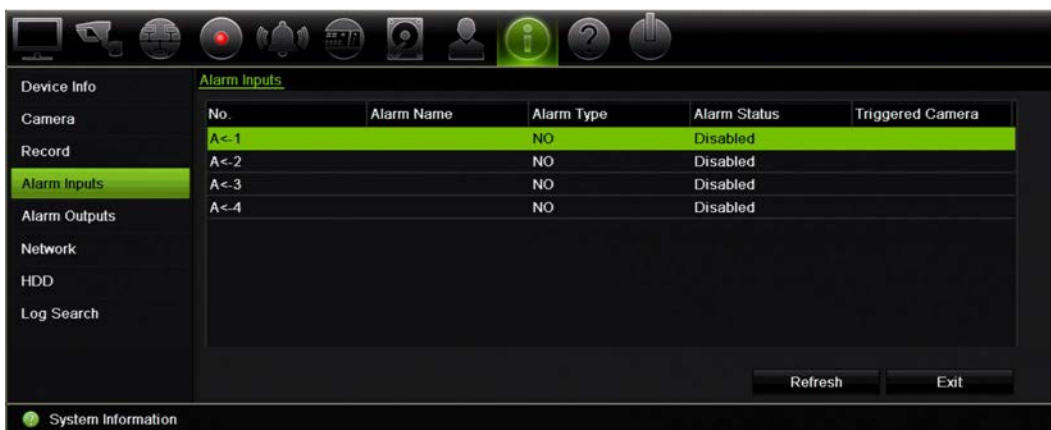 Device Info
Camera
Record
Alarm Inputs
Alarm Outputs
Network
HDD
Log Search
Alarm Inputs
No. Alarm Name Alarm Type Alarm Status Triggered Camera
A<-1 NO Disabled
A<-2 NO Disabled
A<-3 NO Disabled
A<-4 NO Disabled
Refresh Exit
? System Information